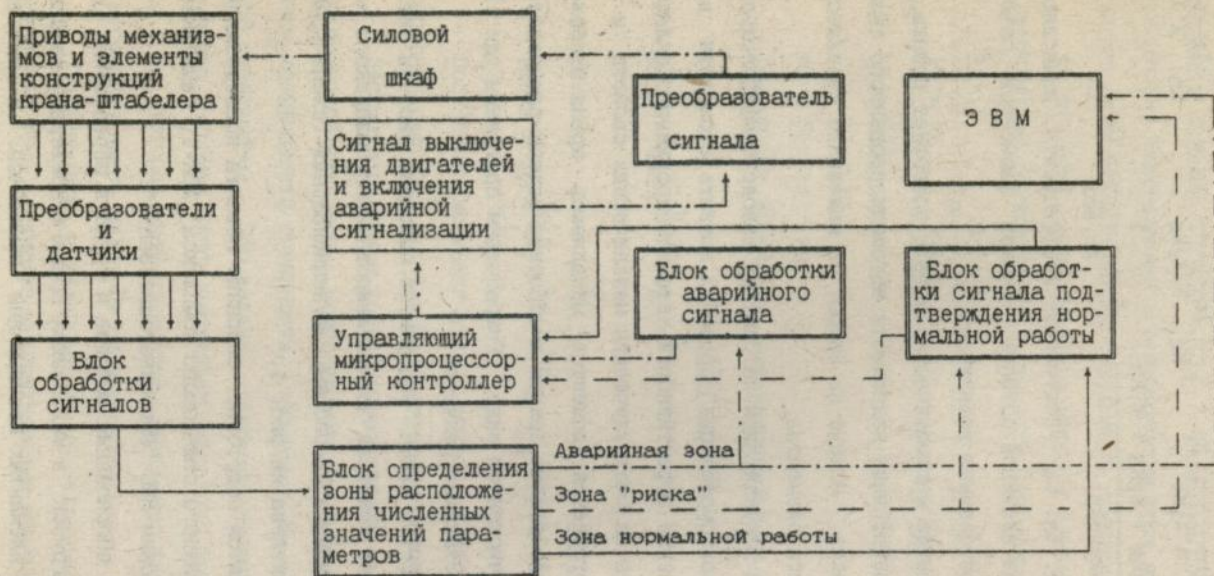 Приводы механиз-
мов и элементы
конструкций
крана-штабелера
Силовой
шкаф
Преобразователь
сигнала
Э В М
Сигнал выключе-
ния двигателей
и включения
аварийной
сигнализации
Преобразователи
и
датчики
Блок обработки
аварийного
сигнала
Блок обработ-
ки сигнала под-
тверждения нор-
мальной работы
Управляющий
микропроцессор-
ный контроллер
Блок
обработки
сигналов
Блок определения
зоны расположе-
ния численных
значений пара-
метров
Аварийная зона
Зона "риска"
Зона нормальной работы